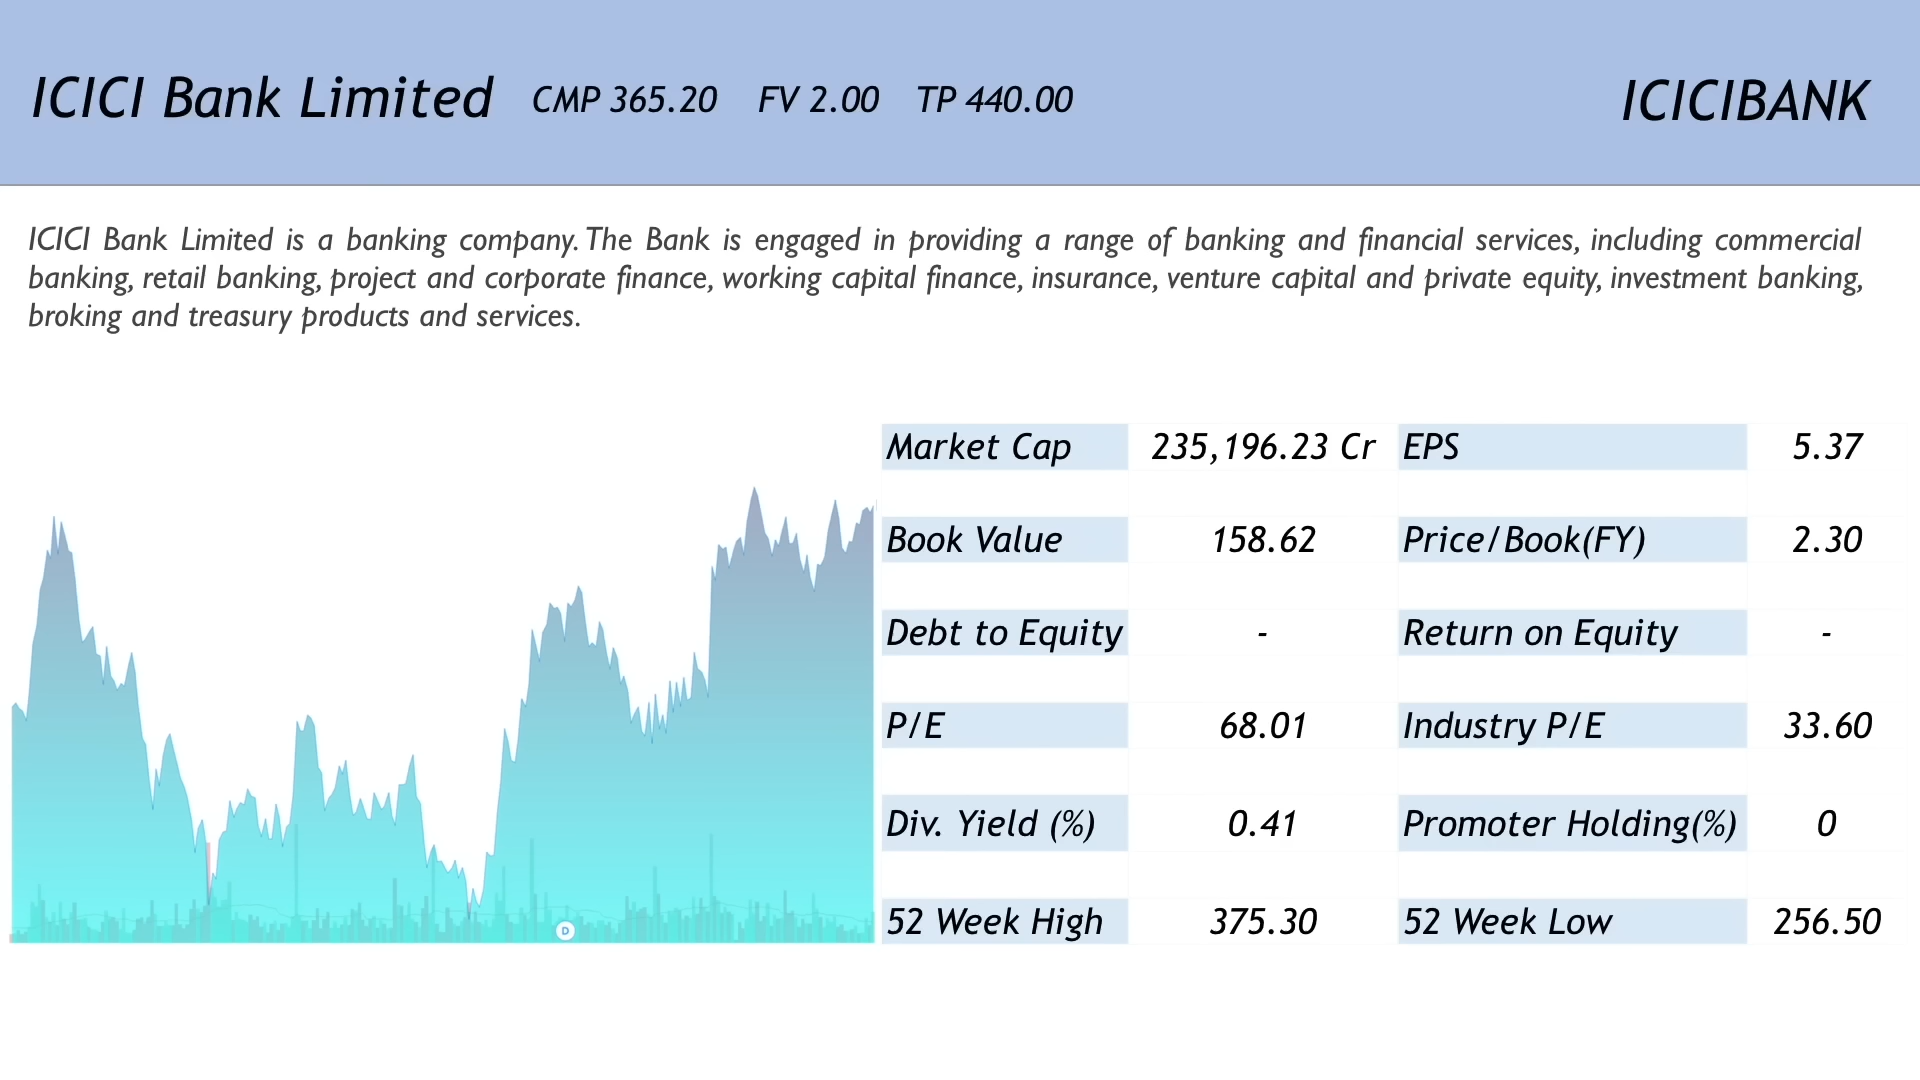 ICICI Bank Limited CMP 365.20 FV 2.00 TP 440.00 ICICIBANK
ICICI Bank Limited is a banking company. The Bank is engaged in providing a range of banking and financial services, including commercial
banking, retail banking, project and corporate finance, working capital finance, insurance, venture capital and private equity, investment banking,
broking and treasury products and services.
Market Cap 235,196.23 Cr EPS 5.37
Book Value 158.62 Price/Book(FY) 2.30
Debt to Equity - Return on Equity -
P/E 68.01 Industry P/E 33.60
Div. Yield (%) 0.41 Promoter Holding(%) 0
52 Week High 375.30 52 Week Low 256.50
D